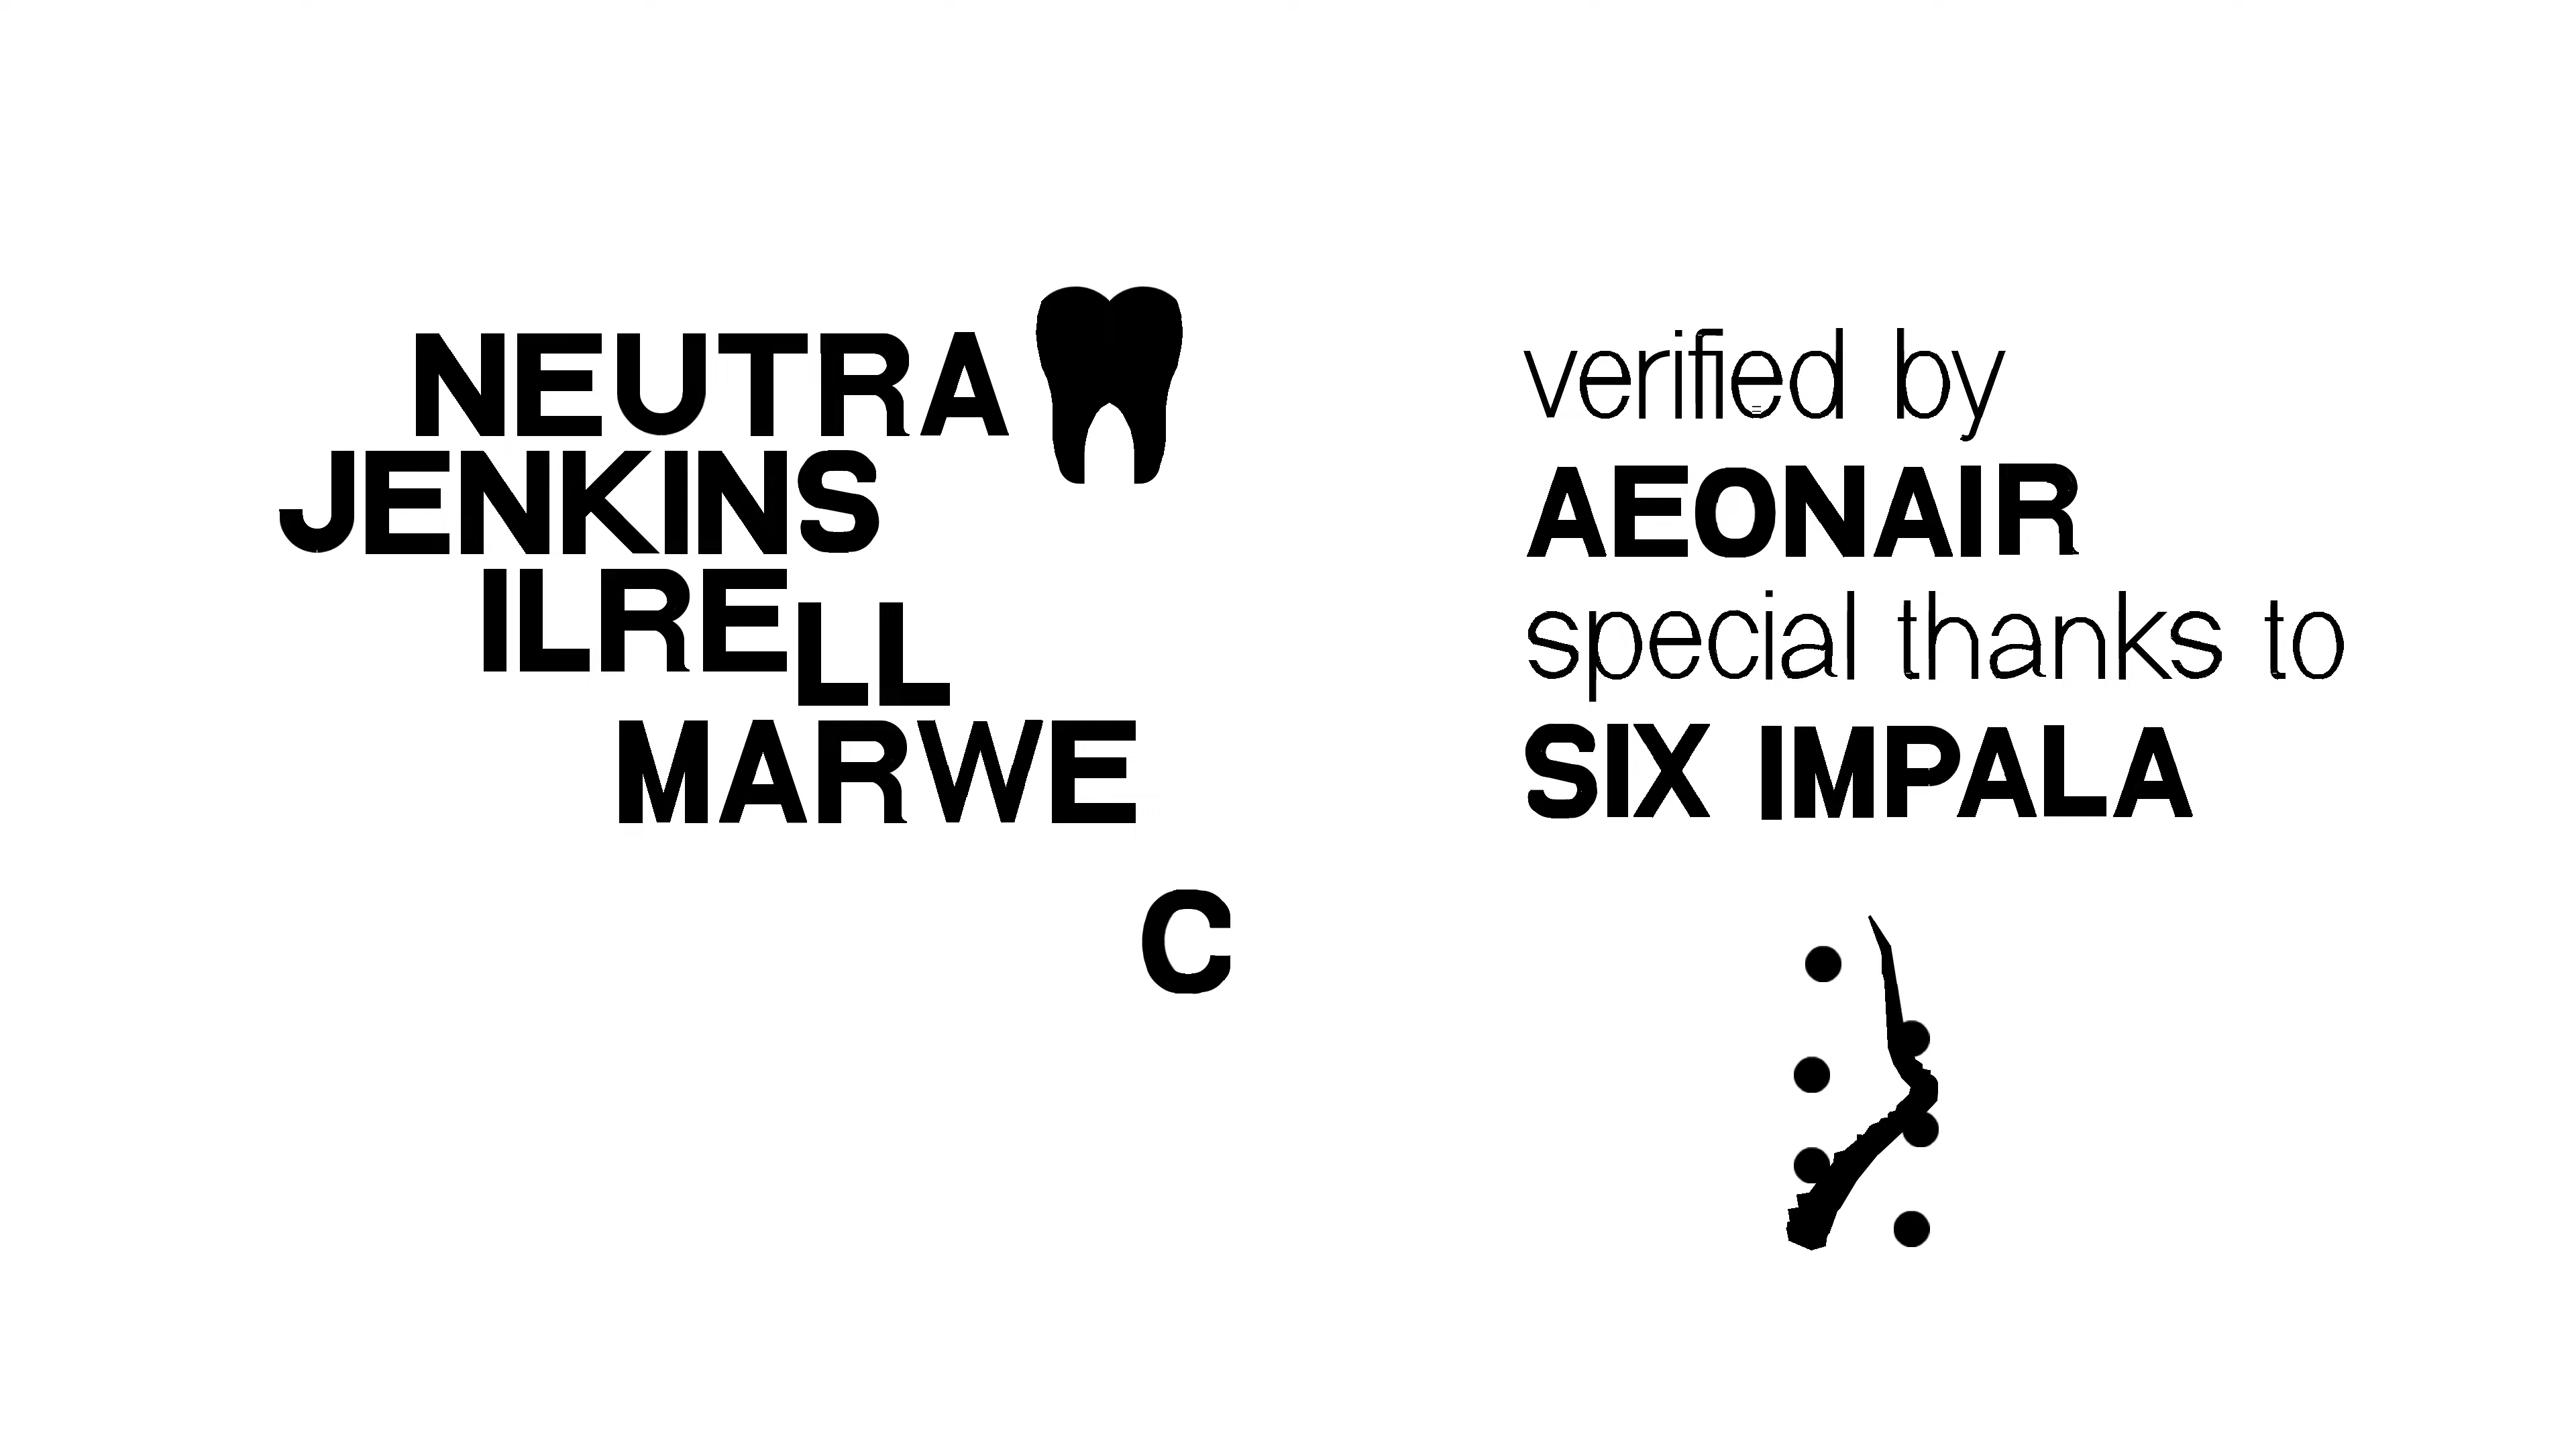 NEUTRA
JENKINS
ILRELL
MARWE
C
verified by
AEONAIR
special thanks to
SIX IMPALA